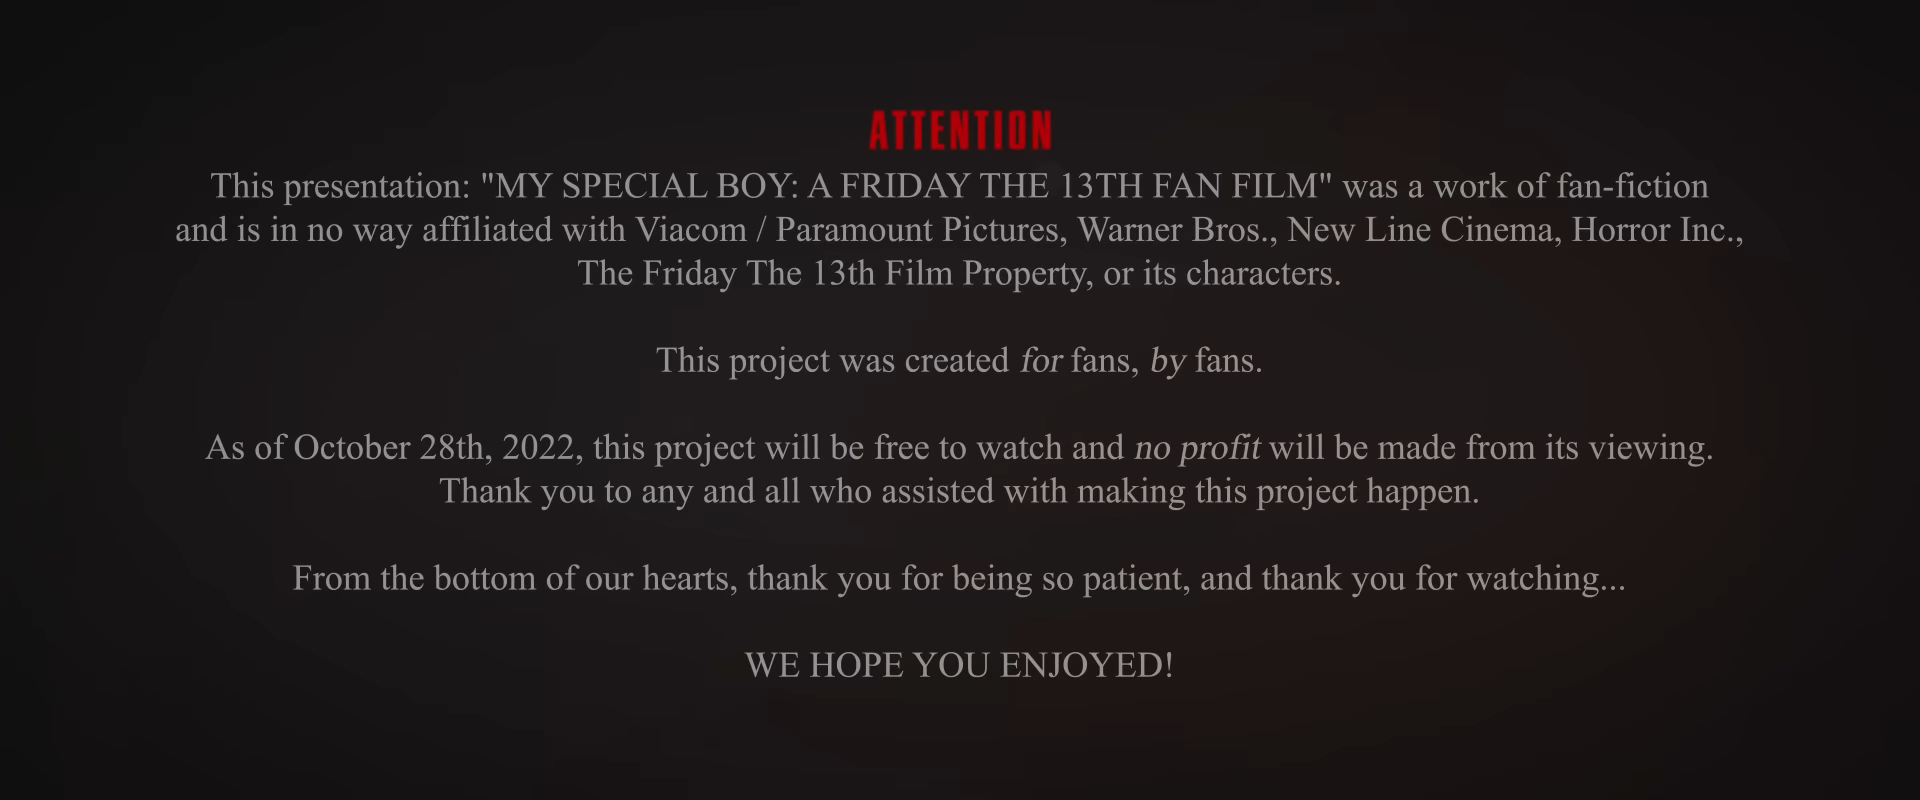 ATTENTION
This presentation: "MY SPECIAL BOY: A FRIDAY THE 13TH FAN FILM" was a work of fan-fiction
and is in no way affiliated with Viacom / Paramount Pictures, Warner Bros., New Line Cinema, Horror Inc.,
The Friday The 13th Film Property, or its characters.
This project was created for fans, by fans.
As of October 28th, 2022, this project will be free to watch and no profit will be made from its viewing.
Thank you to any and all who assisted with making this project happen.
From the bottom of our hearts, thank you for being so patient, and thank you for watching...
WE HOPE YOU ENJOYED!